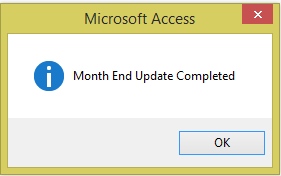 Microsoft Access
Month End Update Completed
OK